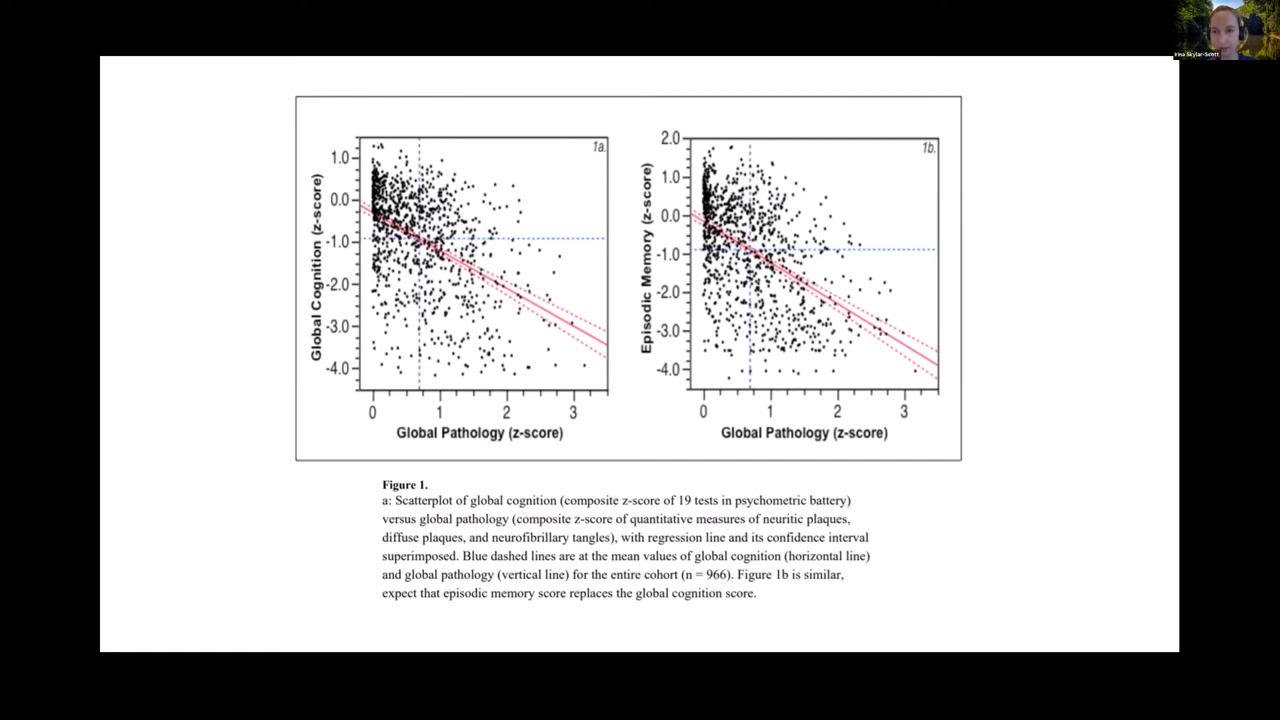 Irina Skylar-Scott
1a.
1.0
0.0
-1.0
-2.0
-3.0
-4.0
Global Cognition (z-score)
0 1 2 3
Global Pathology (z-score)
1b.
2.0
1.0
0.0
-1.0
-2.0
-3.0
-4.0
Episodic Memory (z-score)
0 1 2 3
Global Pathology (z-score)
Figure 1.
a: Scatterplot of global cognition (composite z-score of 19 tests in psychometric battery)
versus global pathology (composite z-score of quantitative measures of neuritic plaques,
diffuse plaques, and neurofibrillary tangles), with regression line and its confidence interval
superimposed. Blue dashed lines are at the mean values of global cognition (horizontal line)
and global pathology (vertical line) for the entire cohort (n = 966). Figure 1b is similar,
expect that episodic memory score replaces the global cognition score.